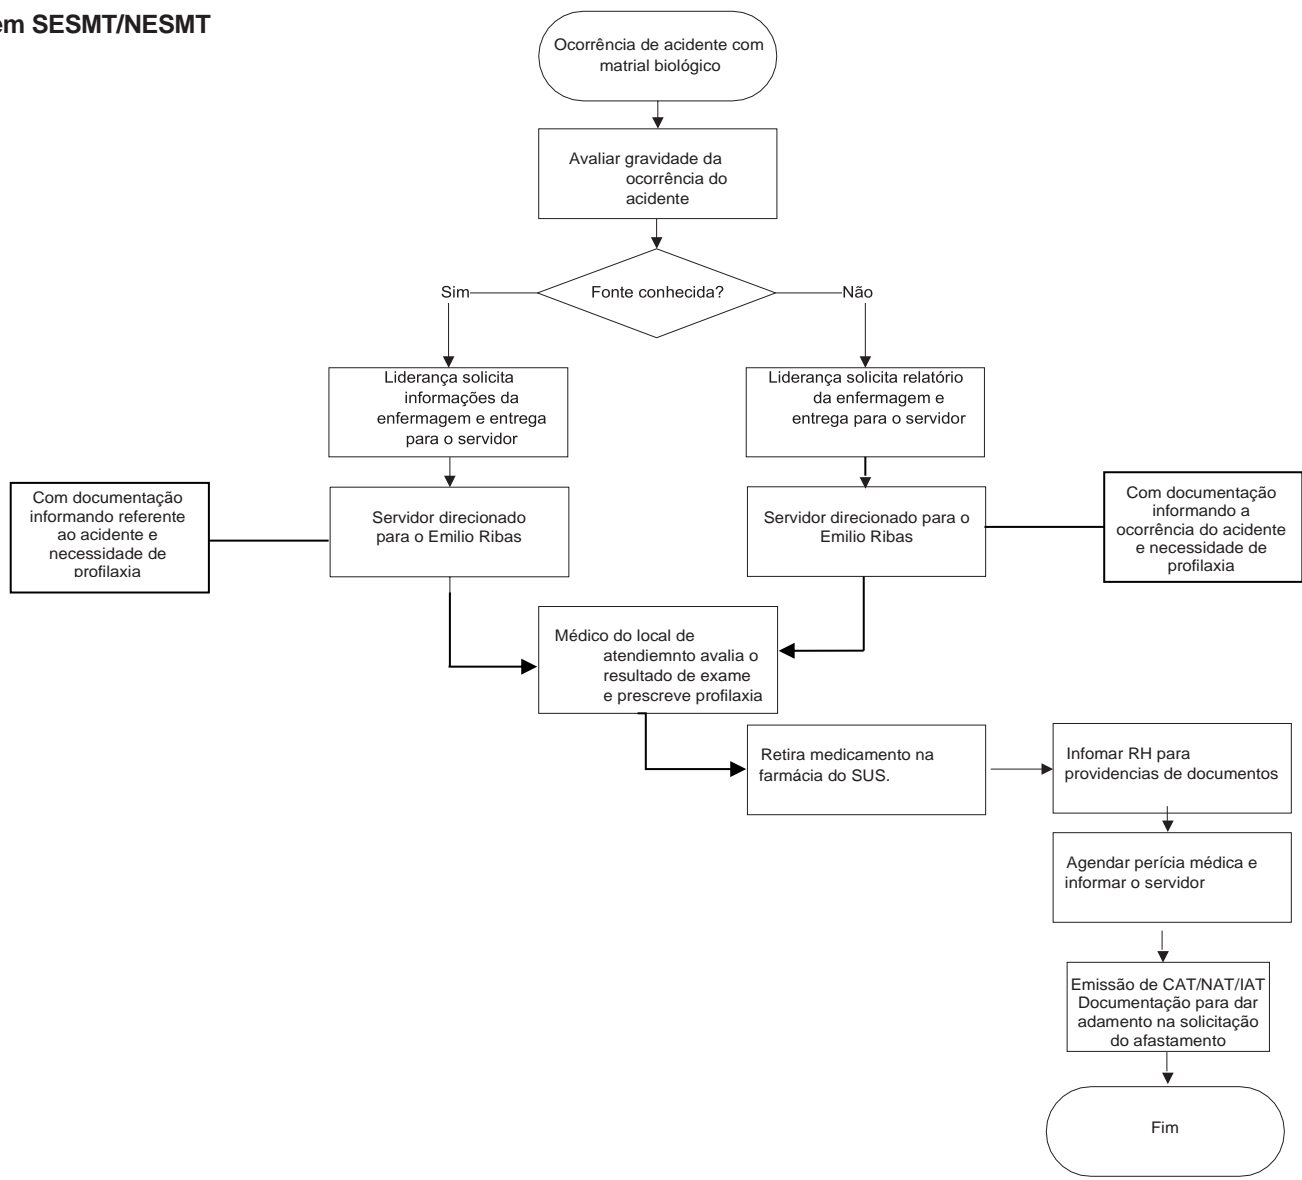 em SESMT/NESMT
Ocorrência de acidente com
matrial biológico
Avaliar gravidade da
ocorrência do
acidente
Fonte conhecida?
Sim
Não
Liderança solicita
informações da
enfermagem e entrega
para o servidor
Liderança solicita relatório
da enfermagem e
entrega para o servidor
Com documentação
informando referente
ao acidente e
necessidade de
profilaxia
Servidor direcionado
para o Emilio Ribas
Servidor direcionado para o
Emilio Ribas
Com documentação
informando a
ocorrência do acidente
e necessidade de
profilaxia
Médico do local de
atendiemnto avalia o
resultado de exame
e prescreve profilaxia
Retira medicamento na
farmácia do SUS.
Infomar RH para
providencias de documentos
Agendar perícia médica e
informar o servidor
Emissão de CAT/NAT/IAT
Documentação para dar
adamento na solicitação
do afastamento
Fim